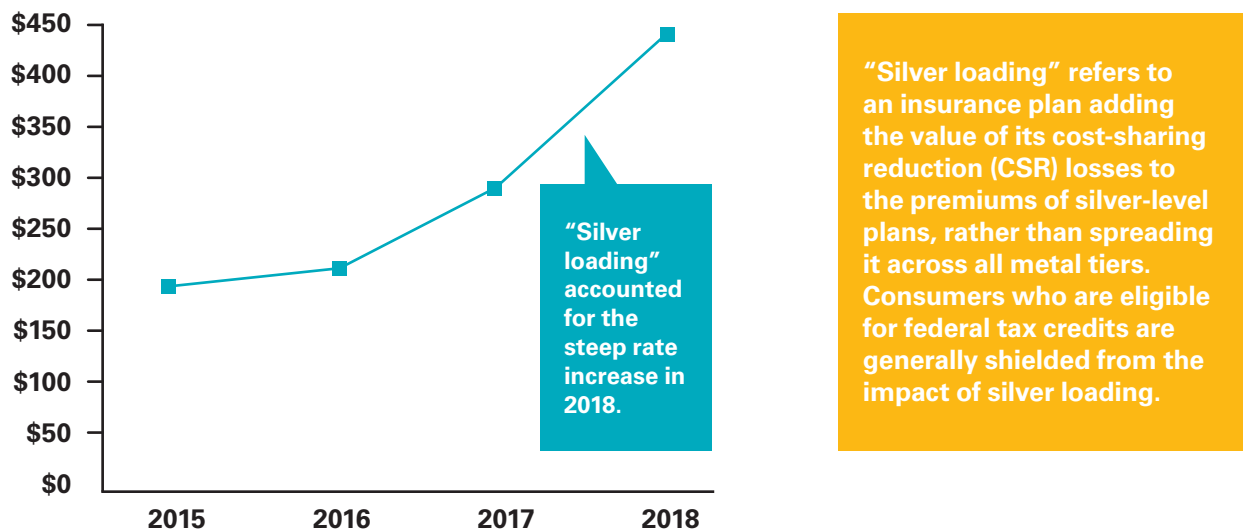 $450
$400
$350
$300
$250
$200
$150
$100
$50
$0
2015
2016
2017
2018
“Silver
loading”
accounted
for the
steep rate
increase in
2018.
“Silver loading” refers to
an insurance plan adding
the value of its cost-sharing
reduction (CSR) losses to
the premiums of silver-level
plans, rather than spreading
it across all metal tiers.
Consumers who are eligible
for federal tax credits are
generally shielded from the
impact of silver loading.